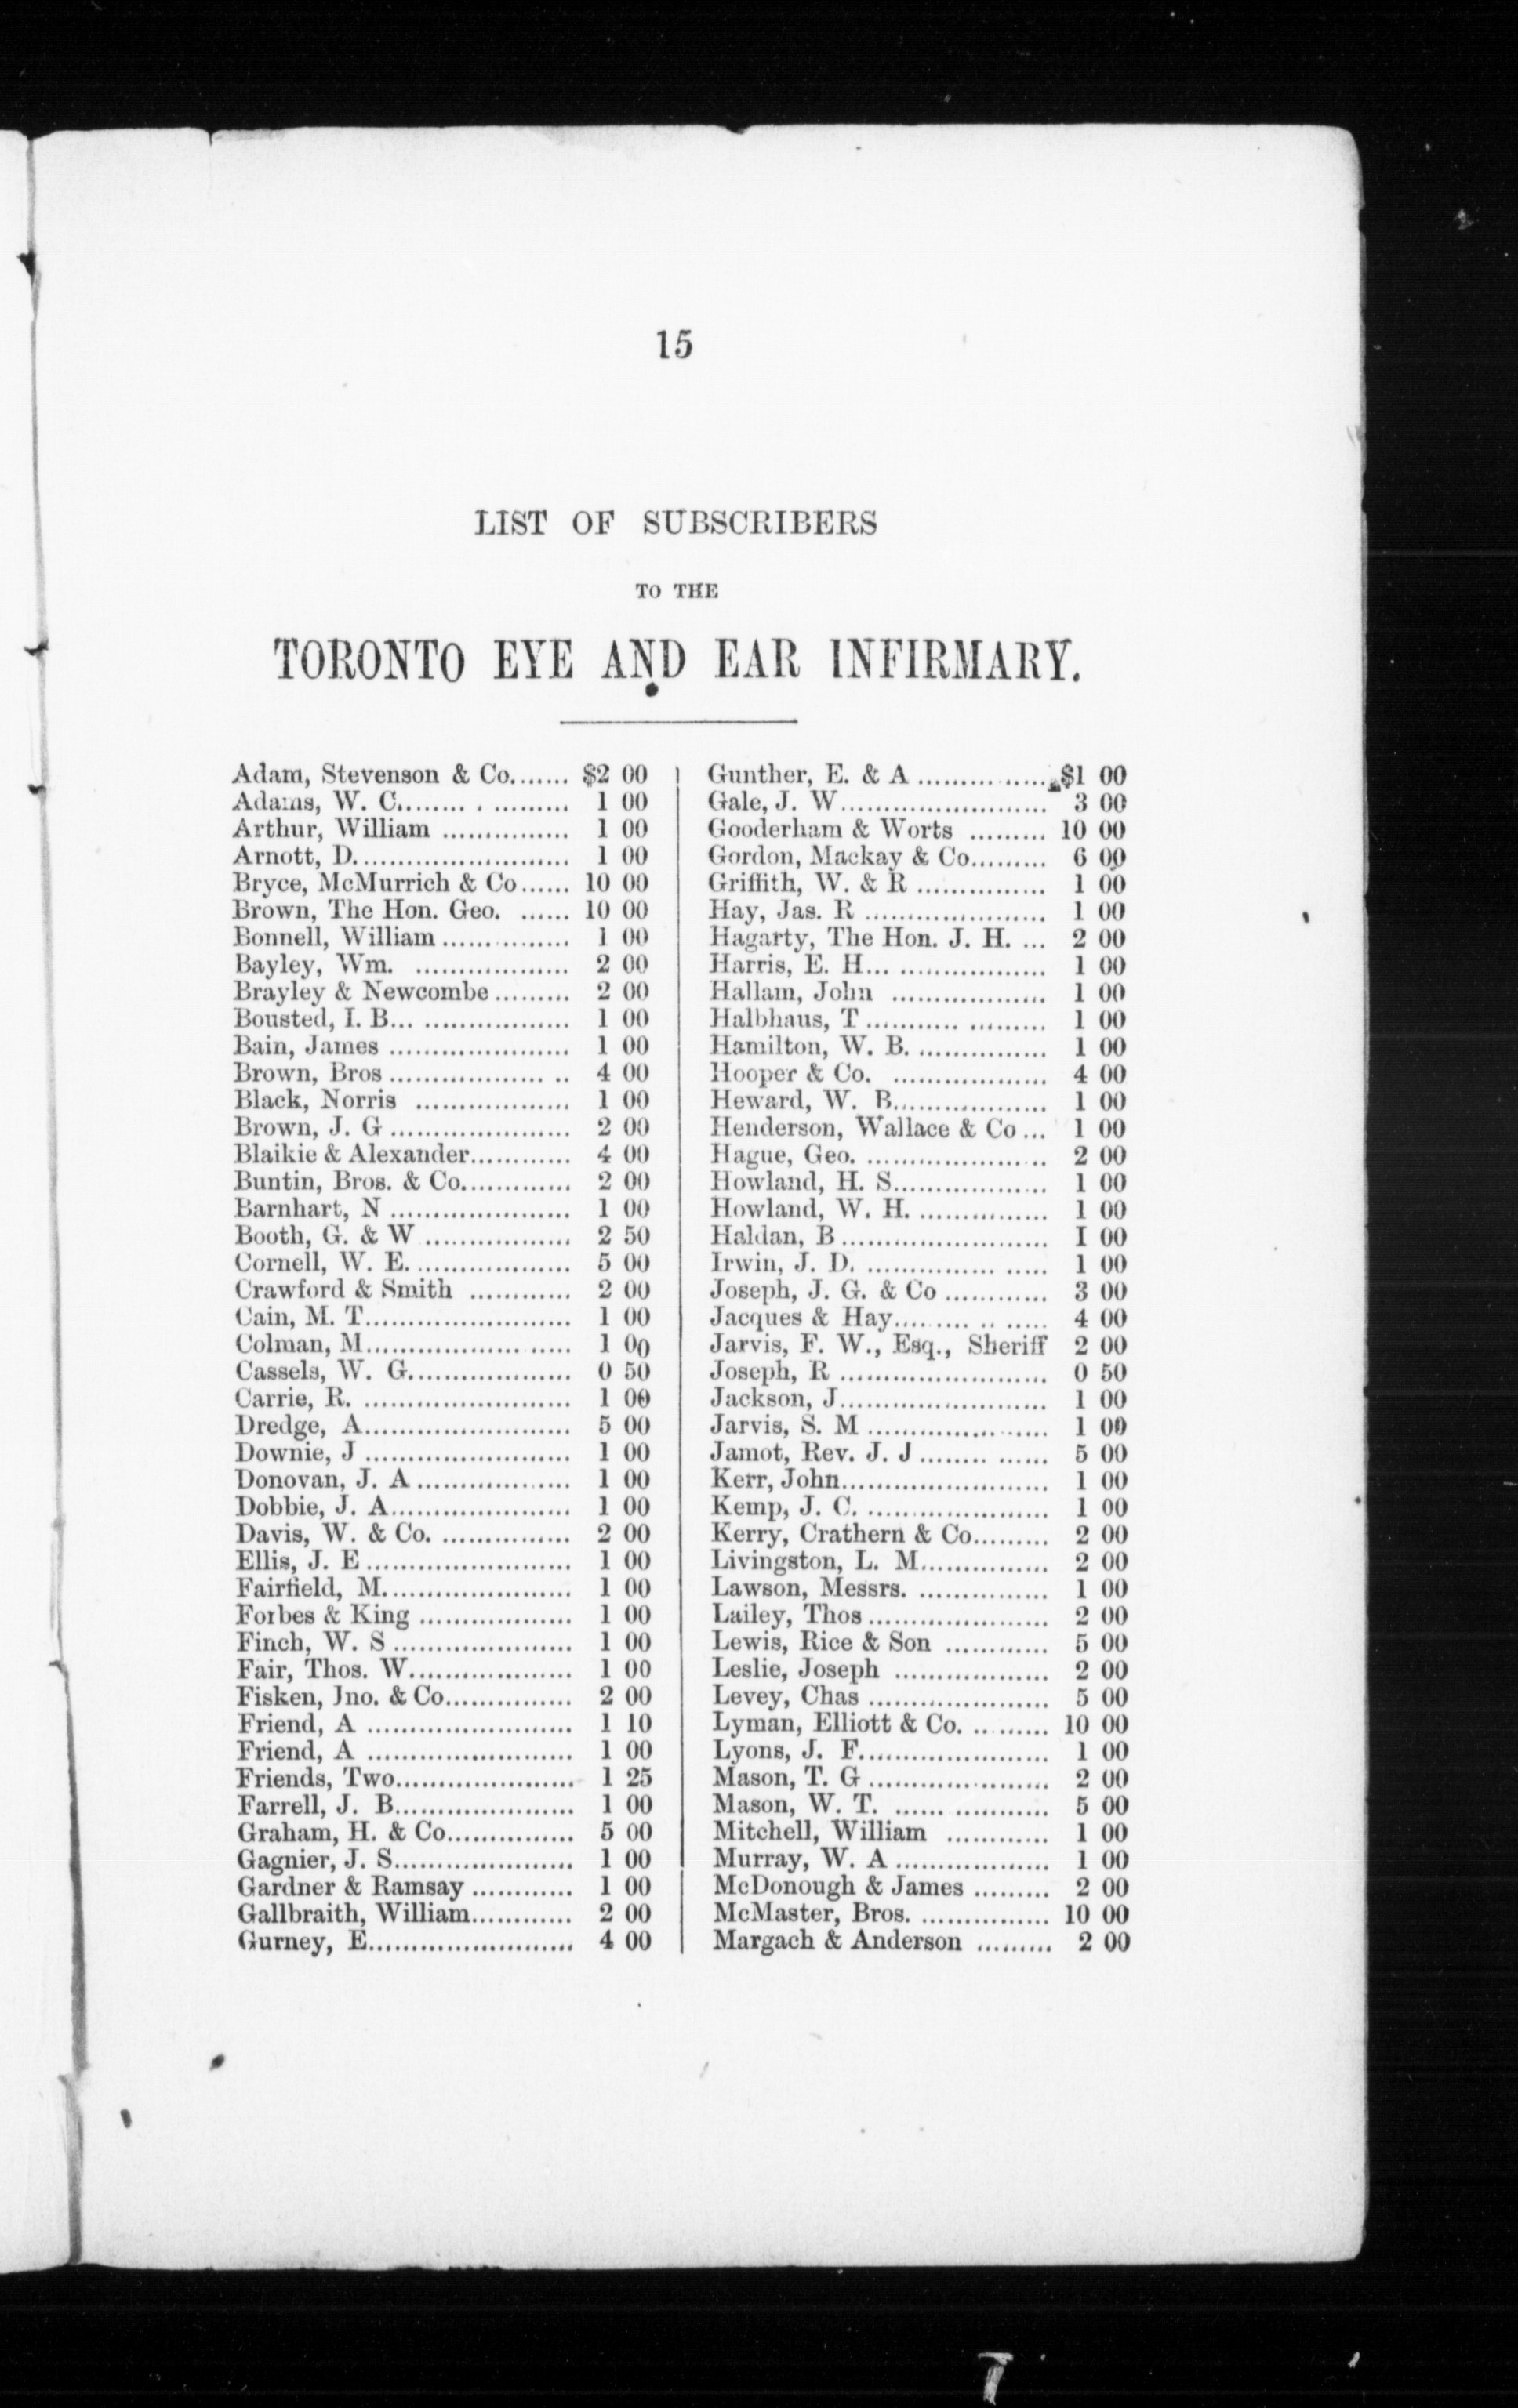 15
LIST OF SUBSCRIBERS
TO THE
TORONTO EYE AND EAR INFIRMARY.
Adam, Stevenson & Co....... $2 00
Adams, W. C................... 1 00
Arthur, William ............... 1 00
Arnott, D......................... 1 00
Bryce, McMurrich & Co...... 10 00
Brown, The Hon. Geo. ...... 10 00
Bonnell, William ............... 1 00
Bayley, Wm. .................. 2 00
Brayley & Newcombe......... 2 00
Bousted, I. B..................... 1 00
Bain, James ..................... 1 00
Brown, Bros .................... 4 00
Black, Norris .................. 1 00
Brown, J. G ..................... 2 00
Blaikie & Alexander............ 4 00
Buntin, Bros. & Co............. 2 00
Barnhart, N ..................... 1 00
Booth, G. & W ................. 2 50
Cornell, W. E. .................. 5 00
Crawford & Smith ............ 2 00
Cain, M. T........................ 1 00
Colman, M........................ 1 00
Cassels, W. G................... 0 50
Carrie, R. ........................ 1 00
Dredge, A........................ 5 00
Downie, J ........................ 1 00
Donovan, J. A .................. 1 00
Dobbie, J. A..................... 1 00
Davis, W. & Co. ............... 2 00
Ellis, J. E ........................ 1 00
Fairfield, M...................... 1 00
Forbes & King .................. 1 00
Finch, W. S ..................... 1 00
Fair, Thos. W................... 1 00
Fisken, Jno. & Co............... 2 00
Friend, A ........................ 1 10
Friend, A ........................ 1 00
Friends, Two..................... 1 25
Farrell, J. B..................... 1 00
Graham, H. & Co............... 5 00
Gagnier, J. S..................... 1 00
Gardner & Ramsay ............ 1 00
Gallbraith, William............ 2 00
Gurney, E........................ 4 00
Gunther, E. & A ............... $1 00
Gale, J. W........................ 3 00
Gooderham & Worts ......... 10 00
Gordon, Mackay & Co......... 6 00
Griffith, W. & R ............... 1 00
Hay, Jas. R ..................... 1 00
Hagarty, The Hon. J. H. ... 2 00
Harris, E. H.................... 1 00
Hallam, John .................. 1 00
Halbhaus, T .................... 1 00
Hamilton, W. B. ............... 1 00
Hooper & Co. .................. 4 00
Heward, W. B.................. 1 00
Henderson, Wallace & Co ... 1 00
Hague, Geo. ..................... 2 00
Howland, H. S.................. 1 00
Howland, W. H. ............... 1 00
Haldan, B ........................ I 00
Irwin, J. D. .................... 1 00
Joseph, J. G. & Co ............ 3 00
Jacques & Hay................. 4 00
Jarvis, F. W., Esq., Sheriff 2 00
Joseph, R ........................ 0 50
Jackson, J........................ 1 00
Jarvis, S. M ..................... 1 00
Jamot, Rev. J. J .............. 5 00
Kerr, John........................ 1 00
Kemp, J. C. ..................... 1 00
Kerry, Crathern & Co......... 2 00
Livingston, L. M............... 2 00
Lawson, Messrs. ............... 1 00
Lailey, Thos ..................... 2 00
Lewis, Rice & Son ............ 5 00
Leslie, Joseph .................. 2 00
Levey, Chas ..................... 5 00
Lyman, Elliott & Co. ......... 10 00
Lyons, J. F...................... 1 00
Mason, T. G ..................... 2 00
Mason, W. T. .................. 5 00
Mitchell, William ............ 1 00
Murray, W. A .................. 1 00
McDonough & James ......... 2 00
McMaster, Bros. ............... 10 00
Margach & Anderson ......... 2 00